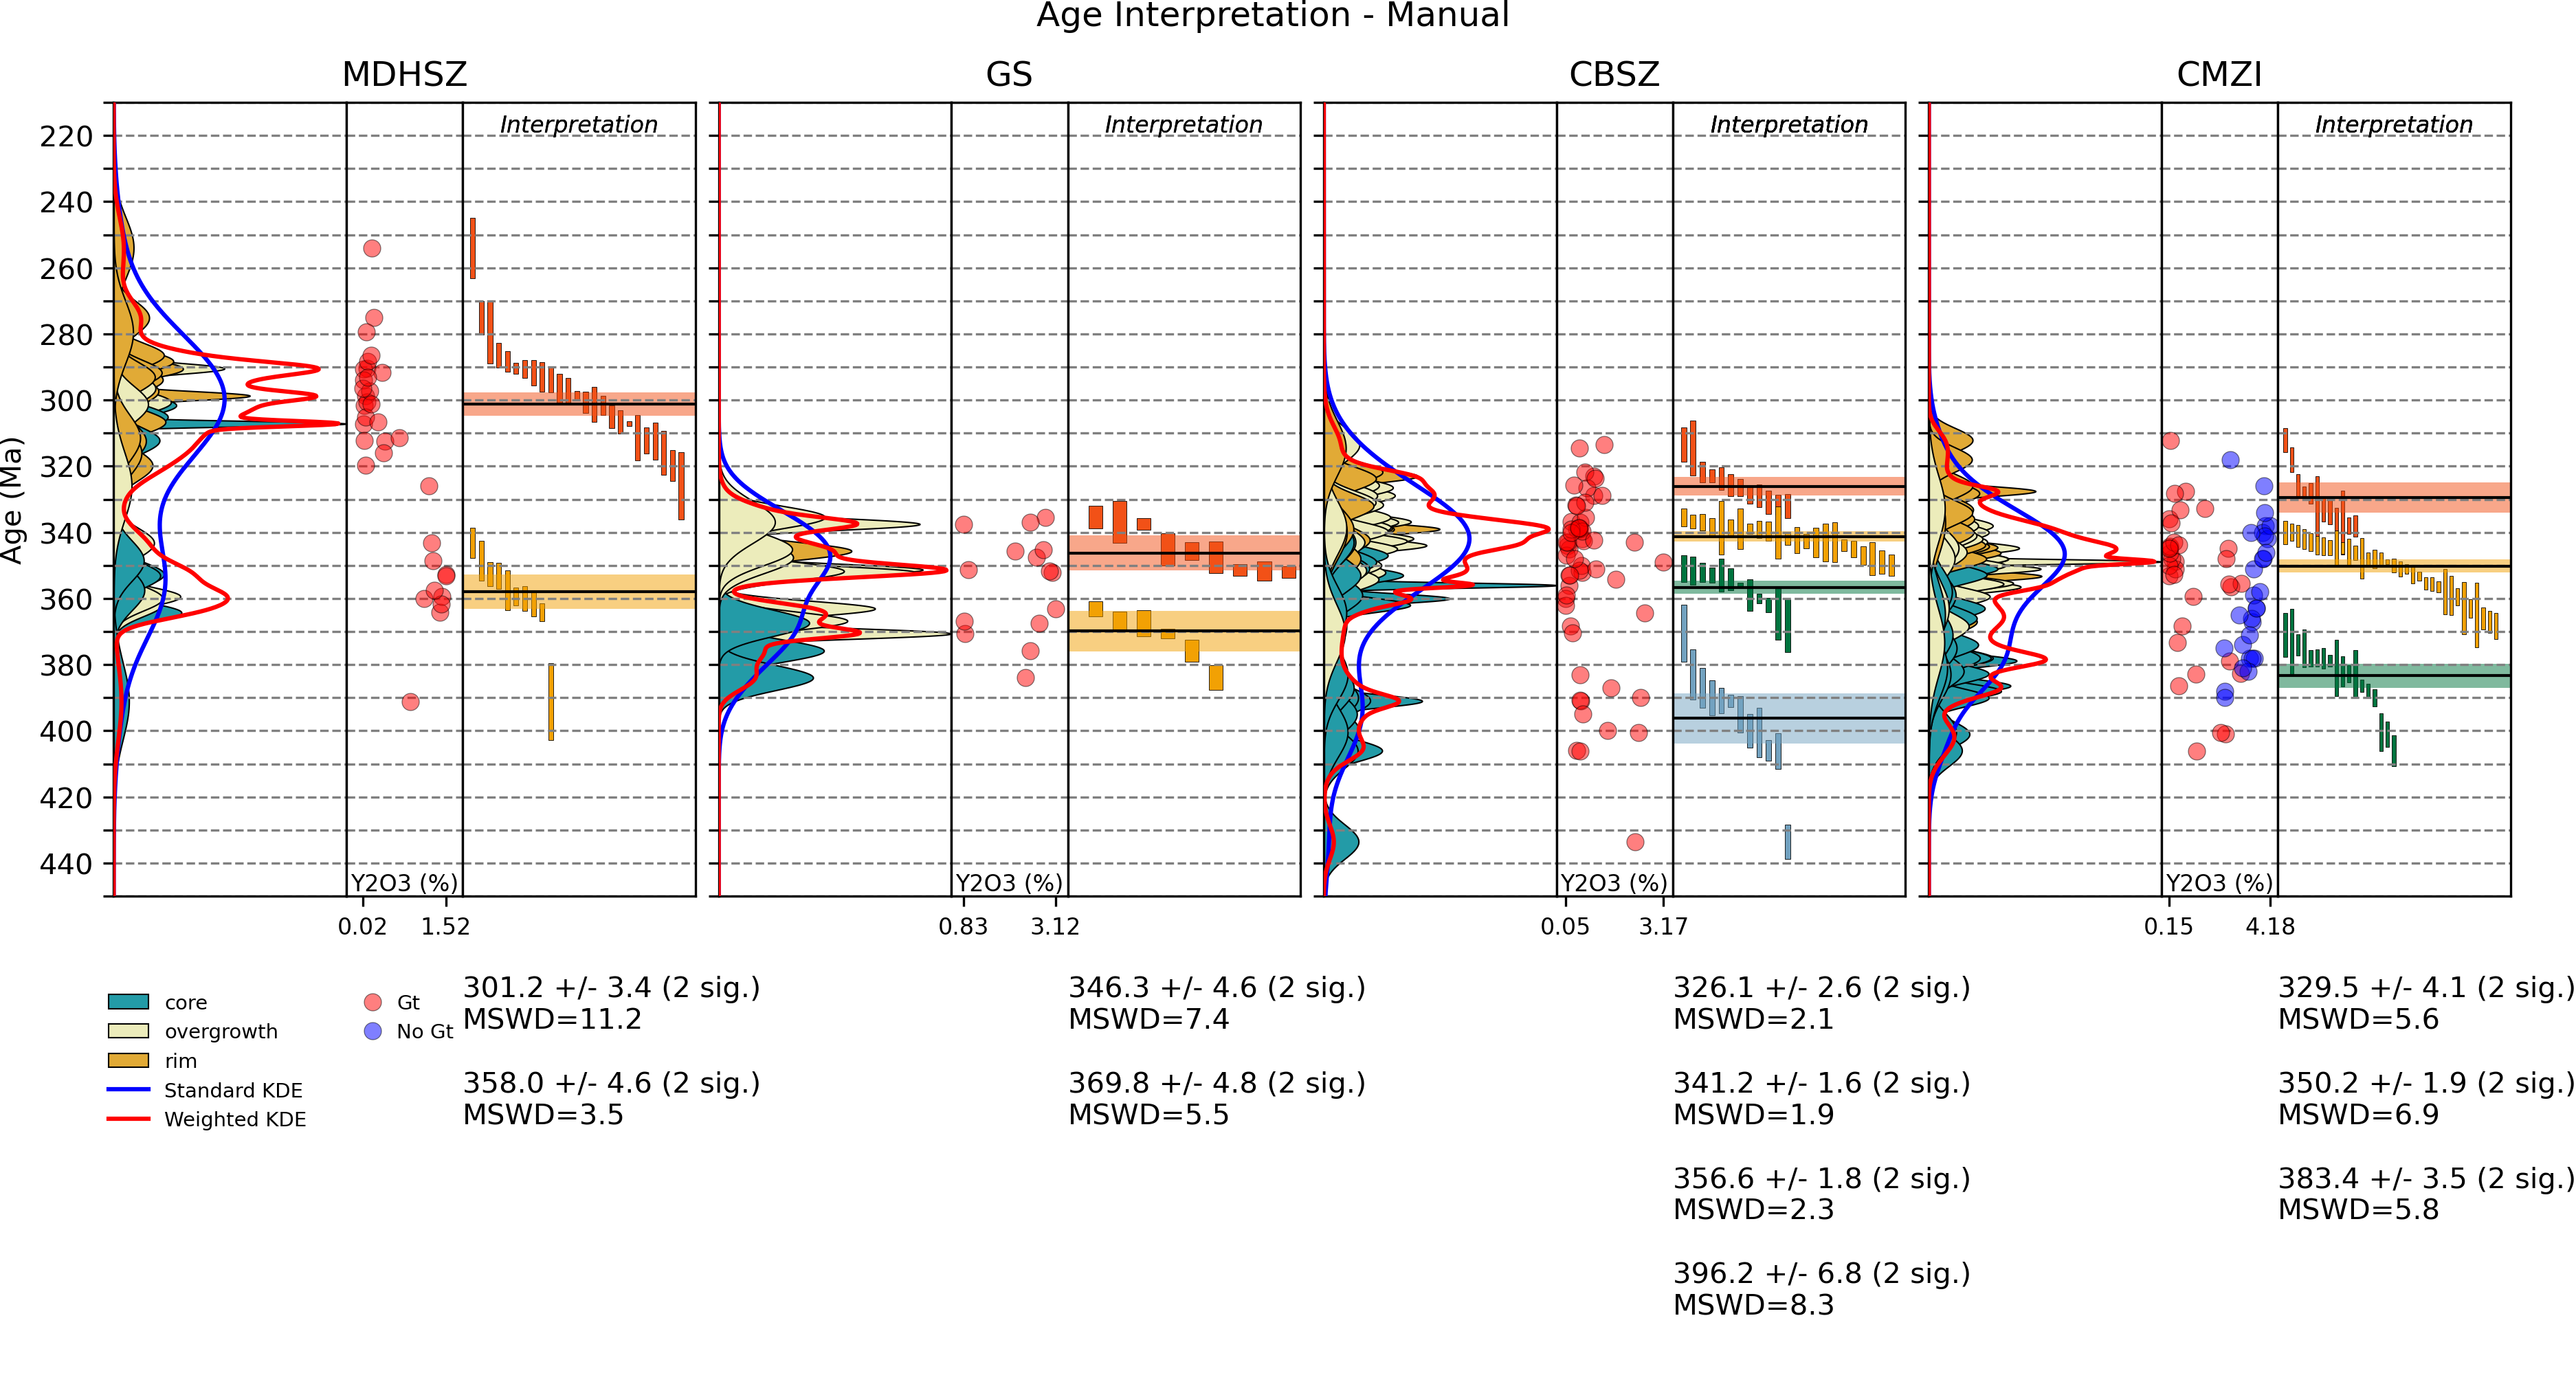 Age Interpretation - Manual
MDHSZ
GS
CBSZ
CMZI
Interpretation
Interpretation
Interpretation
Interpretation
Age (Ma)
220
240
260
280
300
320
340
360
380
400
420
440
Y2O3 (%)
Y2O3 (%)
Y2O3 (%)
Y2O3 (%)
0.02 1.52
0.83 3.12
0.05 3.17
0.15 4.18
core
overgrowth
rim
Standard KDE
Weighted KDE
Gt
No Gt
301.2 +/- 3.4 (2 sig.)
MSWD=11.2
358.0 +/- 4.6 (2 sig.)
MSWD=3.5
346.3 +/- 4.6 (2 sig.)
MSWD=7.4
369.8 +/- 4.8 (2 sig.)
MSWD=5.5
326.1 +/- 2.6 (2 sig.)
MSWD=2.1
341.2 +/- 1.6 (2 sig.)
MSWD=1.9
356.6 +/- 1.8 (2 sig.)
MSWD=2.3
396.2 +/- 6.8 (2 sig.)
MSWD=8.3
329.5 +/- 4.1 (2 sig.)
MSWD=5.6
350.2 +/- 1.9 (2 sig.)
MSWD=6.9
383.4 +/- 3.5 (2 sig.)
MSWD=5.8